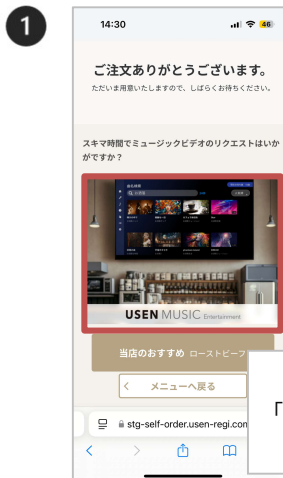 1
14:30
46
ご注文ありがとうございます。
ただいま用意いたしますので、しばらくお待ちください。
スキマ時間でミュージックビデオのリクエストはいか
がですか？
USEN MUSIC Entertainment
当店のおすすめ ローストビーフ
メニューへ戻る
stg-self-order.usen-regi.com
「